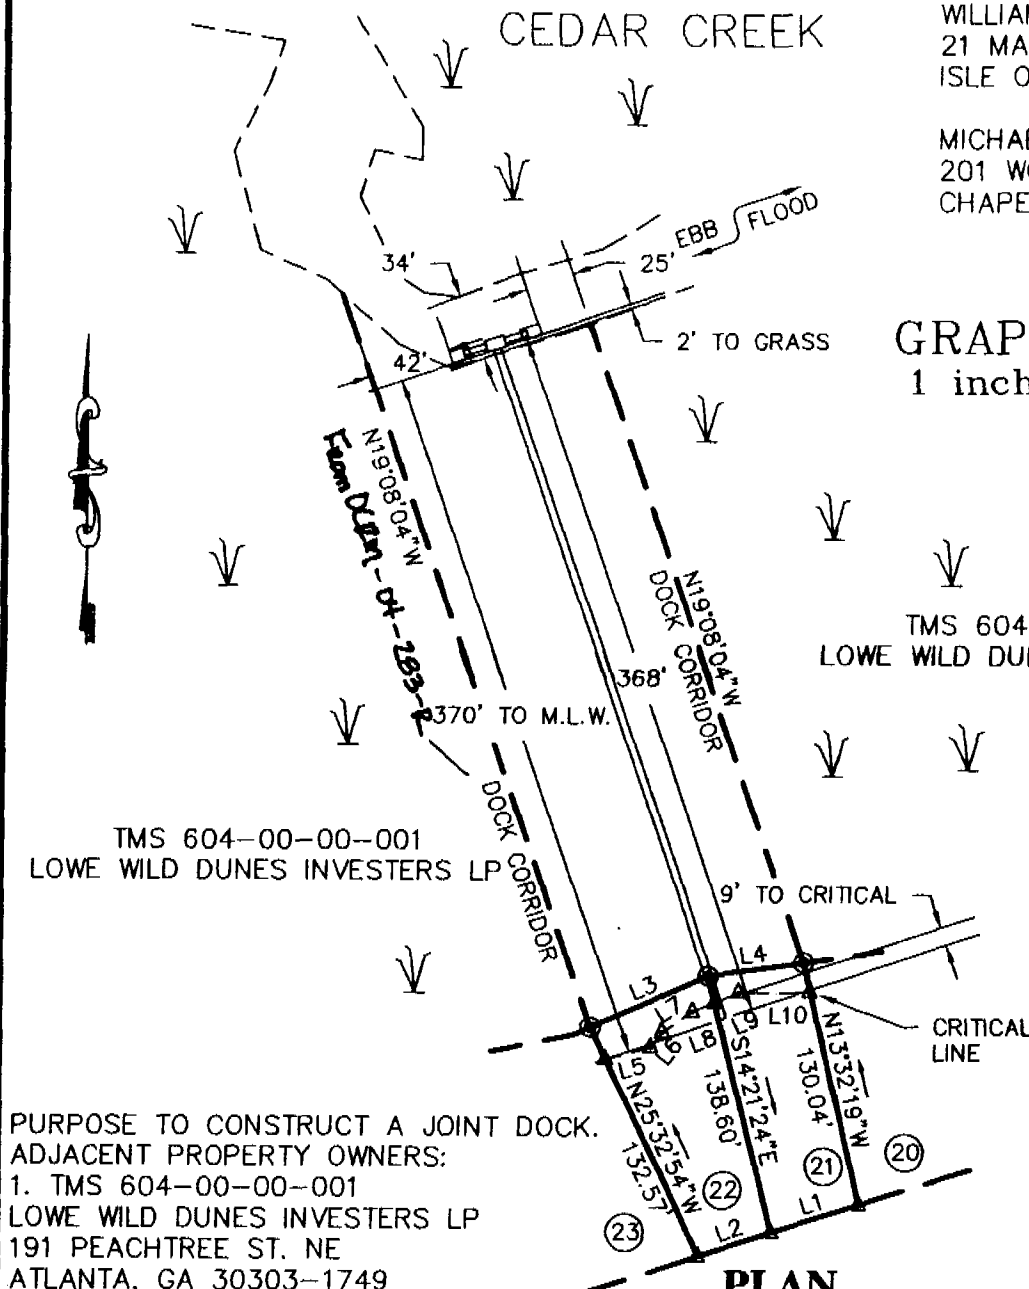 CEDAR CREEK
WILLIAM
21 MA
ISLE O
MICHAE
201 W
CHAPE
EBB
FLOOD
34'
25'
2' TO GRASS
42'
GRAP
1 inch
N19°08'04"W
N19°08'04"W
DOCK CORRIDOR
TMS 604-
LOWE WILD DUN
368'
370' TO M.L.W.
DOCK CORRIDOR
TMS 604-00-00-001
LOWE WILD DUNES INVESTERS LP
9' TO CRITICAL
L4
L3
L7
L9
L10
L8
L6
L5
CRITICAL
LINE
N25°32'54"W
132.57'
S14°21'24"E
138.60'
N13°32'19"W
130.04'
23
22
21
20
L2
L1
PURPOSE TO CONSTRUCT A JOINT DOCK.
ADJACENT PROPERTY OWNERS:
1. TMS 604-00-00-001
LOWE WILD DUNES INVESTERS LP
191 PEACHTREE ST. NE
ATLANTA, GA 30303-1749
PLAN